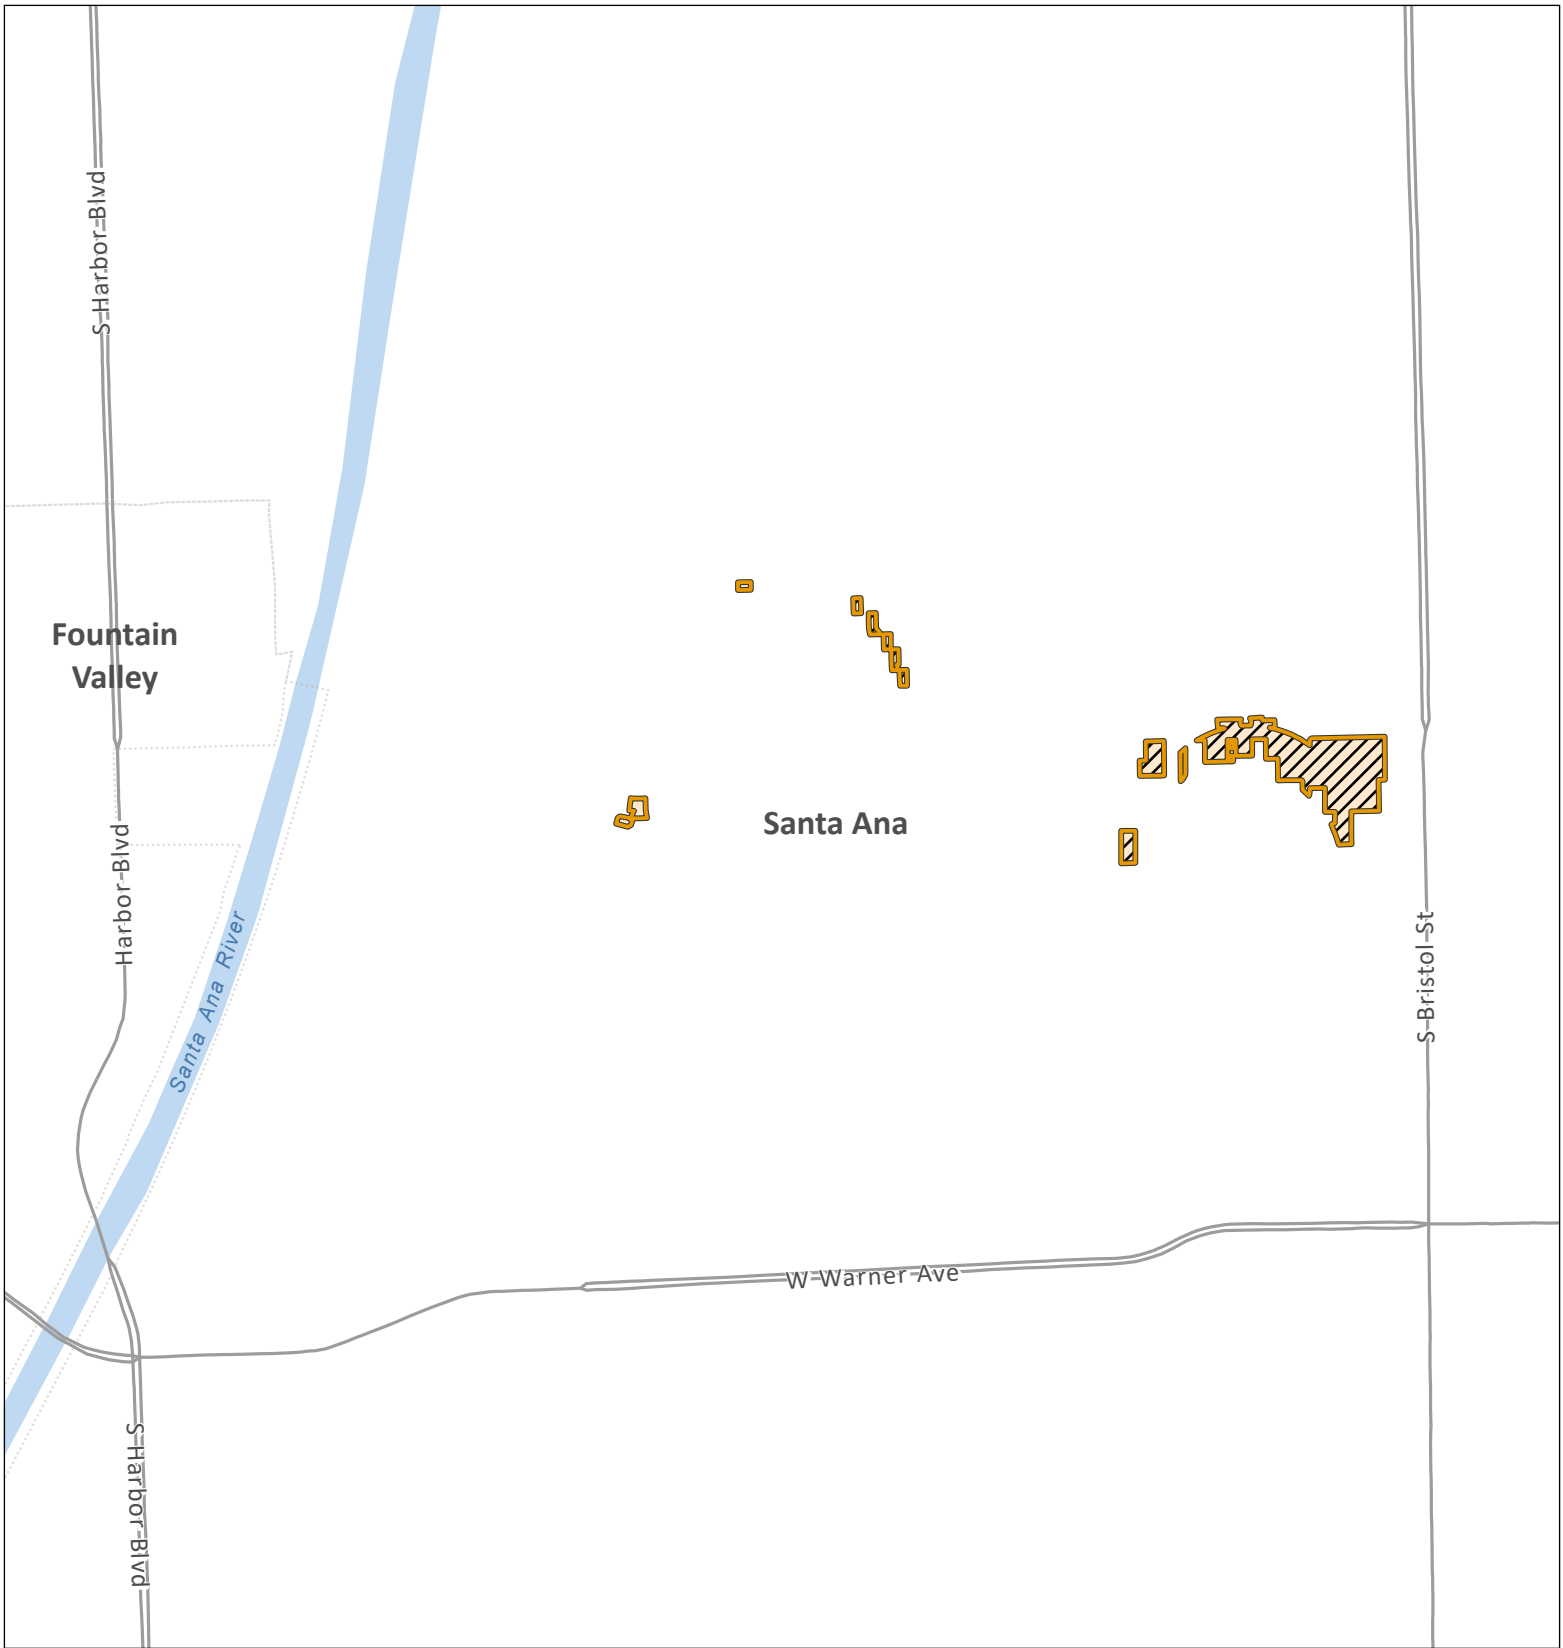 S Harbor Blvd
Fountain
Valley
Santa Ana
Harbor Blvd
Santa Ana River
S Bristol St
W Warner Ave
S Harbor Blvd